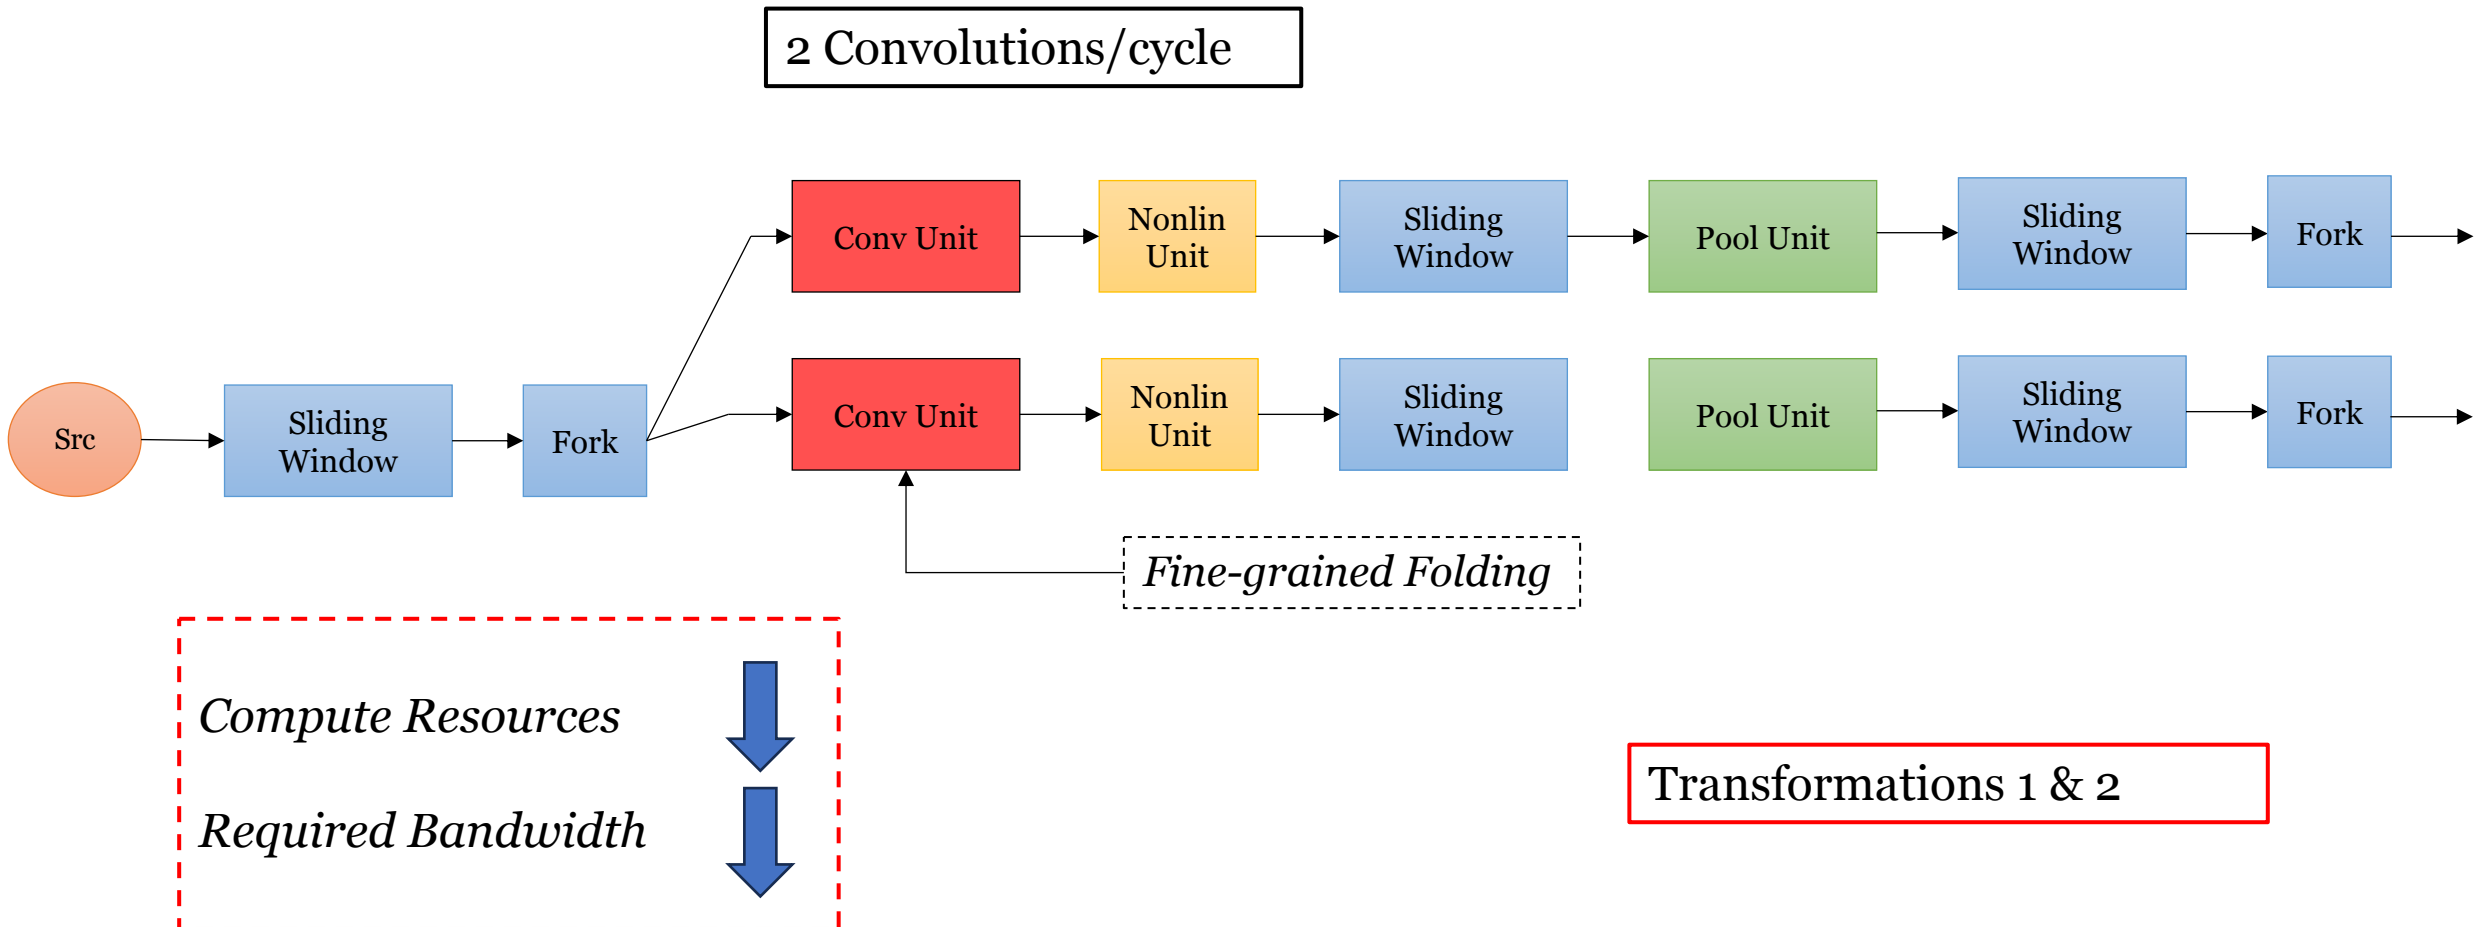 2 Convolutions/cycle
Conv Unit
Nonlin
Unit
Sliding
Window
Pool Unit
Sliding
Window
Fork
Src
Sliding
Window
Fork
Conv Unit
Nonlin
Unit
Sliding
Window
Pool Unit
Sliding
Window
Fork
Fine-grained Folding
Compute Resources
Required Bandwidth
Transformations 1 & 2